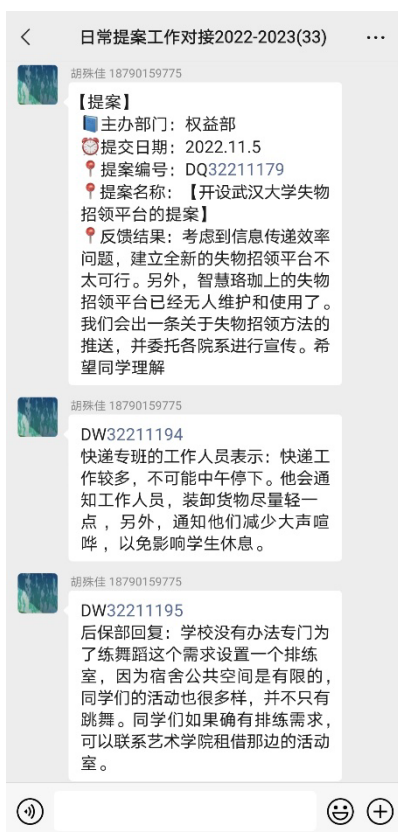 日常提案工作对接2022-2023(33)
胡殊佳 18790159775
【提案】
📘主办部门：权益部
⏰提交日期：2022.11.5
📍提案编号：DQ32211179
📍提案名称：【开设武汉大学失物
招领平台的提案】
📍反馈结果：考虑到信息传递效率
问题，建立全新的失物招领平台不
太可行。另外，智慧珞珈上的失物
招领平台已经无人维护和使用了。
我们会出一条关于失物招领方法的
推送，并委托各院系进行宣传。希
望同学理解
胡殊佳 18790159775
DW32211194
快递专班的工作人员表示：快递工
作较多，不可能中午停下。他会通
知工作人员，装卸货物尽量轻一
点 ，另外，通知他们减少大声喧
哗 ，以免影响学生休息。
胡殊佳 18790159775
DW32211195
后保部回复：学校没有办法专门为
了练舞蹈这个需求设置一个排练
室，因为宿舍公共空间是有限的，
同学们的活动也很多样，并不只有
跳舞。同学们如果确有排练需求，
可以联系艺术学院租借那边的活动
室。